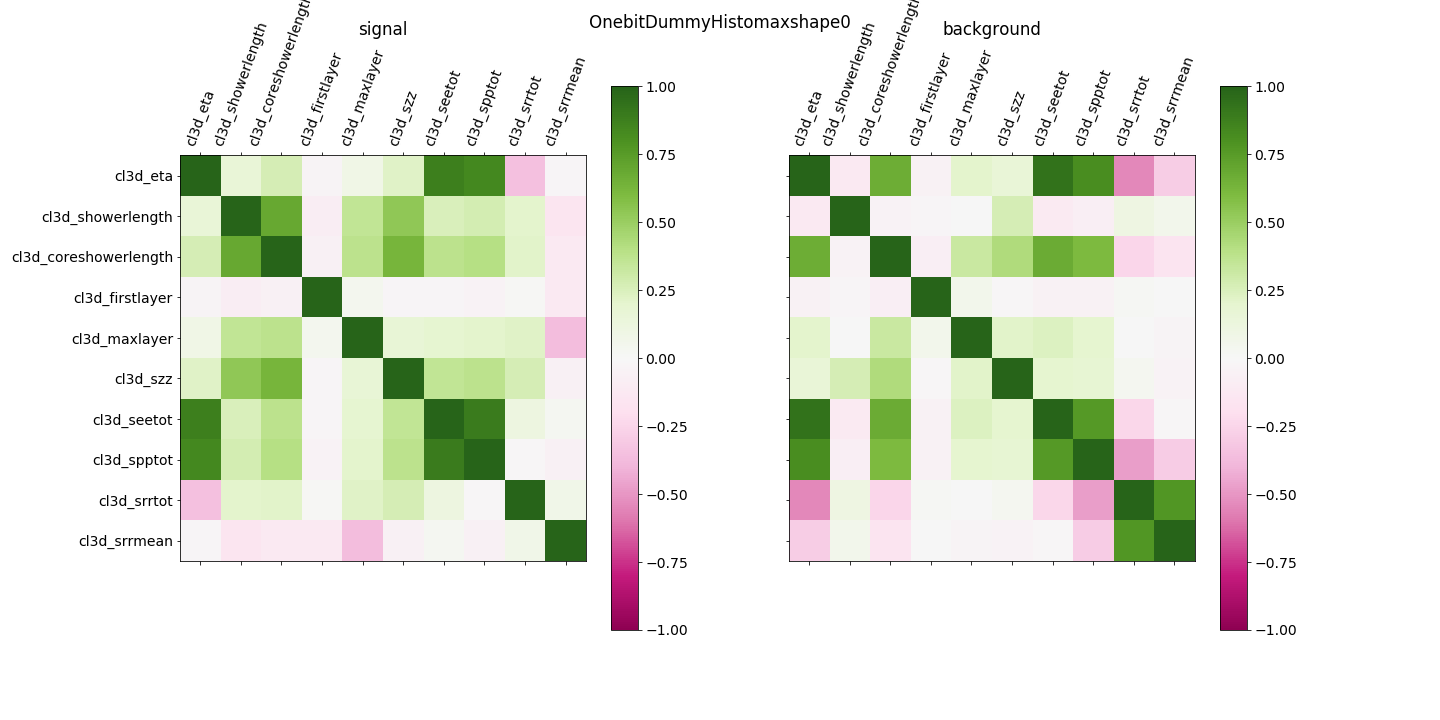 OnebitDummyHistomaxshape0
signal
cl3d_eta
cl3d_showerlength
cl3d_coreshowerlength
cl3d_firstlayer
cl3d_maxlayer
cl3d_szz
cl3d_seetot
cl3d_spptot
cl3d_srrtot
cl3d_srrmean
cl3d_eta
cl3d_showerlength
cl3d_coreshowerlength
cl3d_firstlayer
cl3d_maxlayer
cl3d_szz
cl3d_seetot
cl3d_spptot
cl3d_srrtot
cl3d_srrmean
1.00
0.75
0.50
0.25
0.00
−0.25
−0.50
−0.75
−1.00
background
cl3d_eta
cl3d_showerlength
cl3d_coreshowerlength
cl3d_firstlayer
cl3d_maxlayer
cl3d_szz
cl3d_seetot
cl3d_spptot
cl3d_srrtot
cl3d_srrmean
1.00
0.75
0.50
0.25
0.00
−0.25
−0.50
−0.75
−1.00